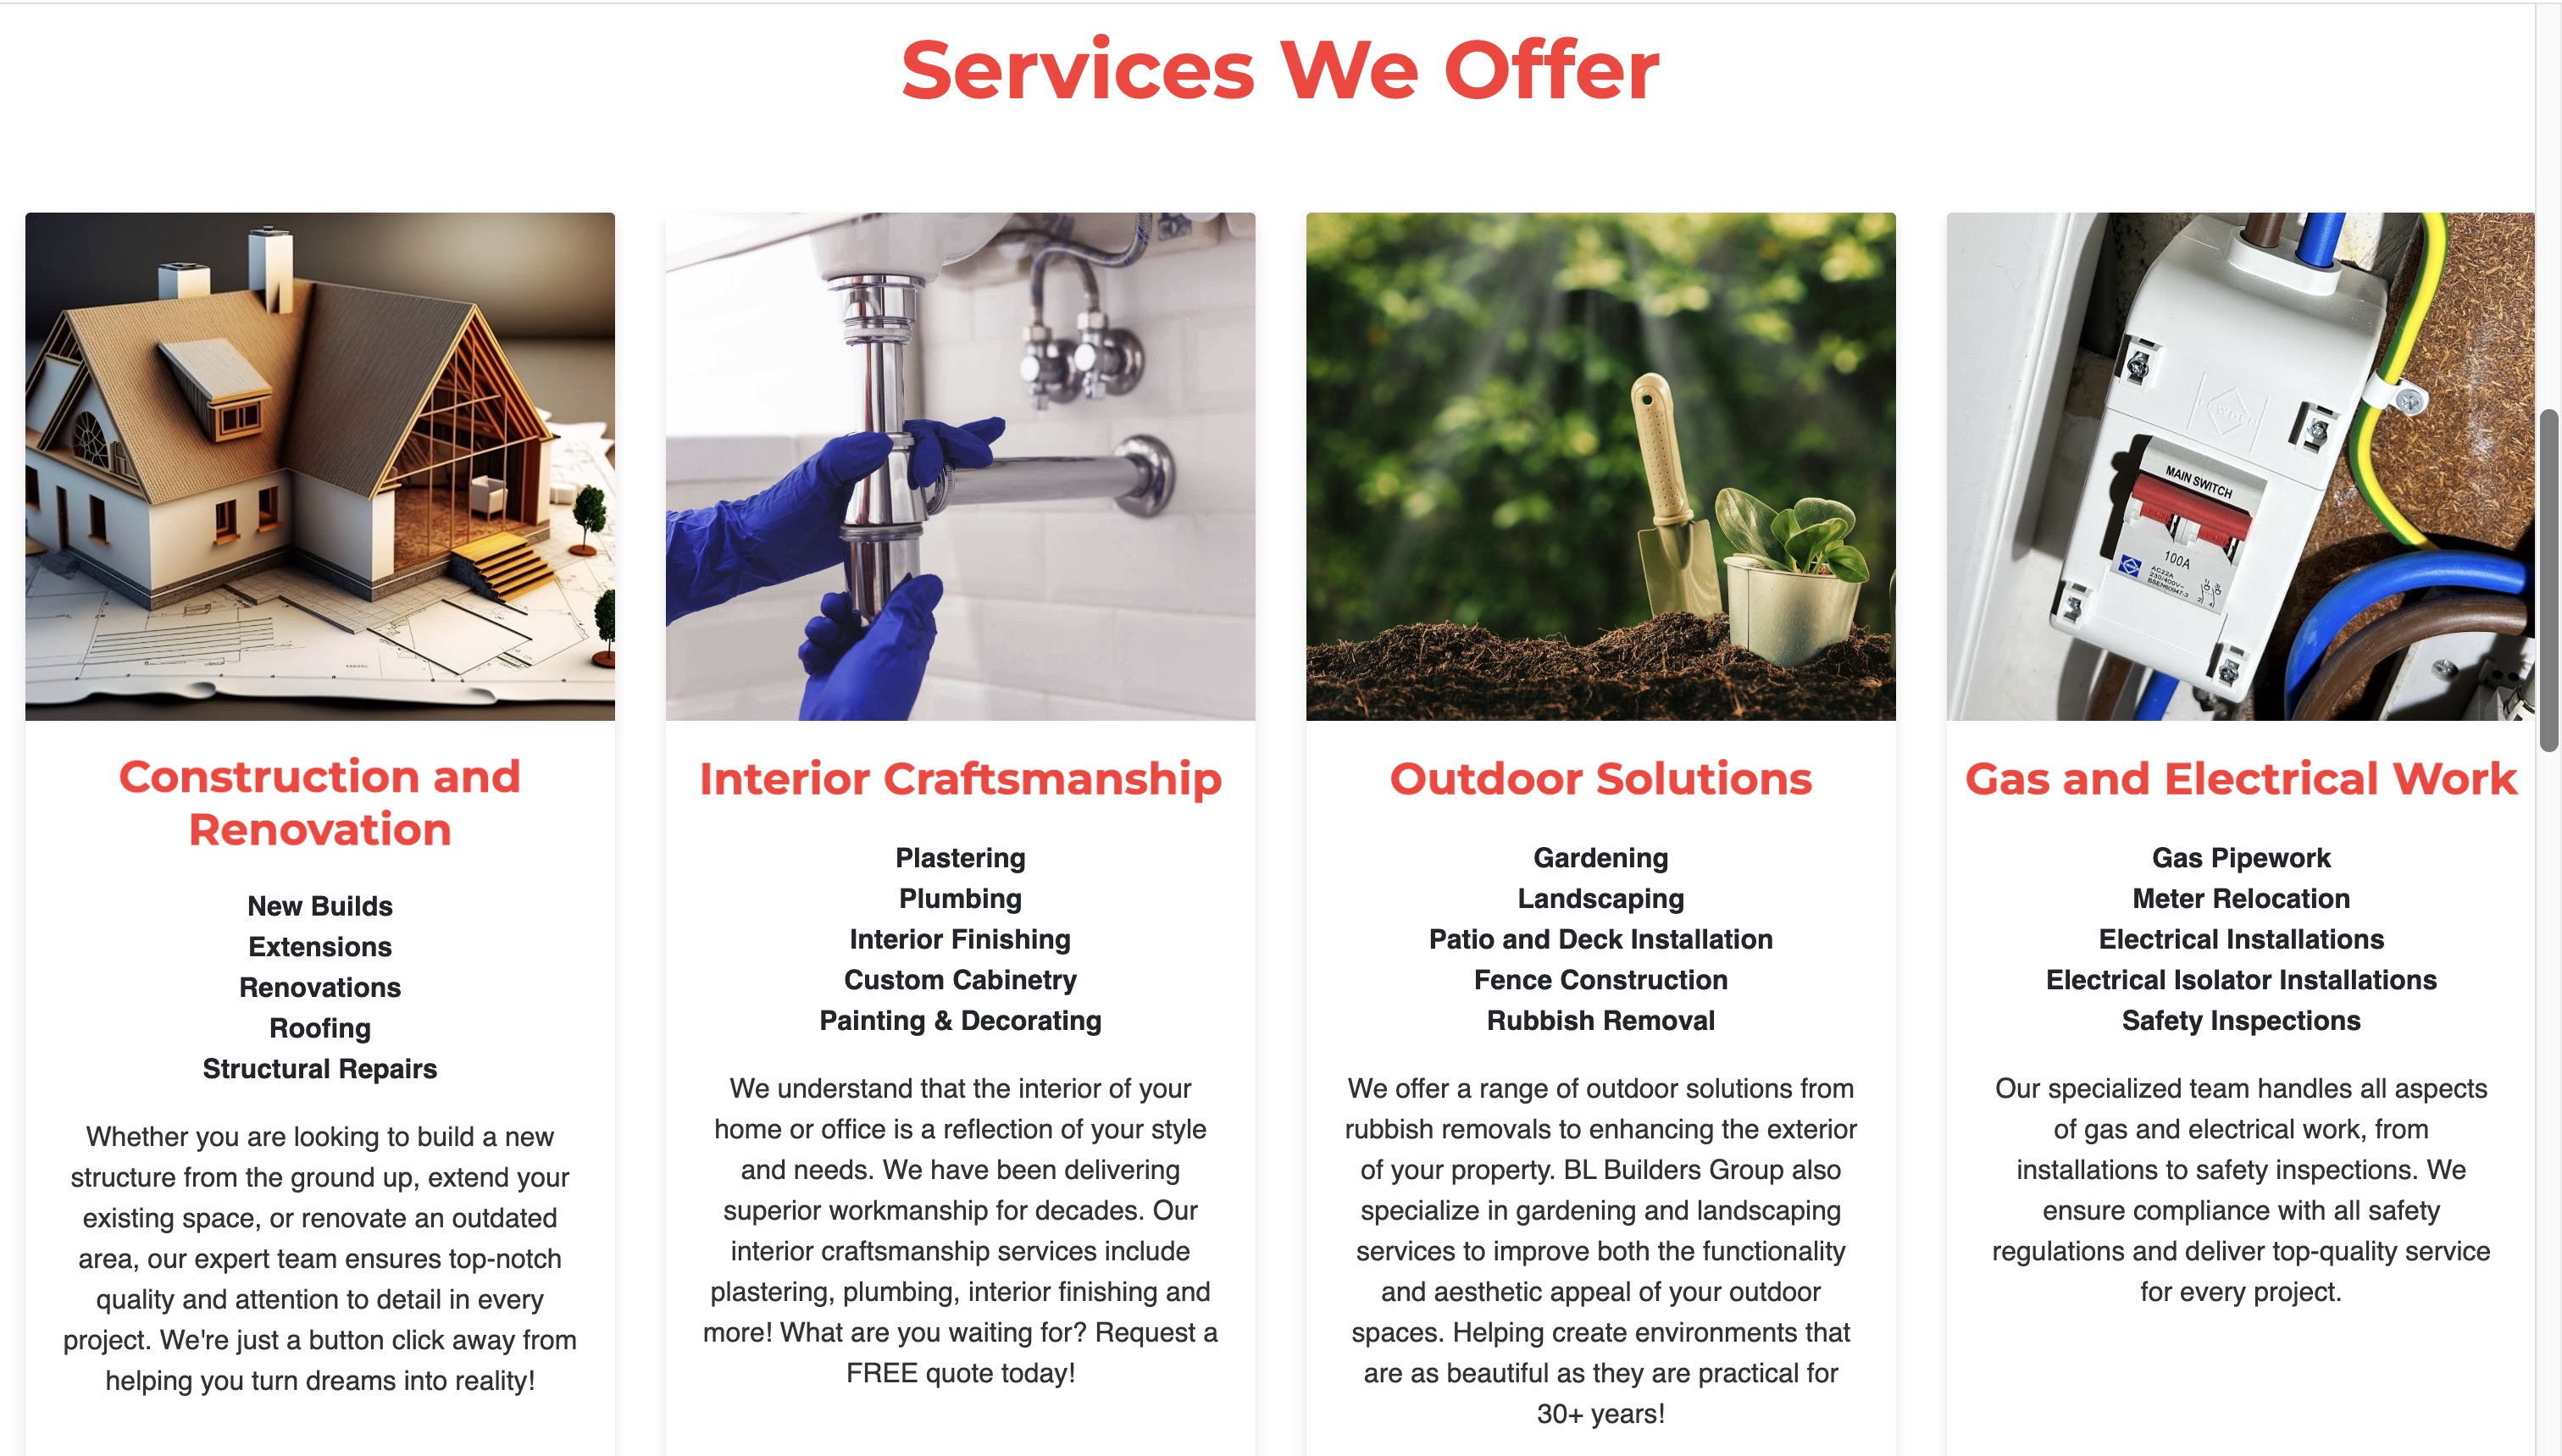 Services We Offer
MAIN SWITCH
100A
AC22A
230/400V~
BSEN60947-3
Construction and
Renovation
New Builds
Extensions
Renovations
Roofing
Structural Repairs
Whether you are looking to build a new
structure from the ground up, extend your
existing space, or renovate an outdated
area, our expert team ensures top-notch
quality and attention to detail in every
project. We're just a button click away from
helping you turn dreams into reality!
Interior Craftsmanship
Plastering
Plumbing
Interior Finishing
Custom Cabinetry
Painting & Decorating
We understand that the interior of your
home or office is a reflection of your style
and needs. We have been delivering
superior workmanship for decades. Our
interior craftsmanship services include
plastering, plumbing, interior finishing and
more! What are you waiting for? Request a
FREE quote today!
Outdoor Solutions
Gardening
Landscaping
Patio and Deck Installation
Fence Construction
Rubbish Removal
We offer a range of outdoor solutions from
rubbish removals to enhancing the exterior
of your property. BL Builders Group also
specialize in gardening and landscaping
services to improve both the functionality
and aesthetic appeal of your outdoor
spaces. Helping create environments that
are as beautiful as they are practical for
30+ years!
Gas and Electrical Work
Gas Pipework
Meter Relocation
Electrical Installations
Electrical Isolator Installations
Safety Inspections
Our specialized team handles all aspects
of gas and electrical work, from
installations to safety inspections. We
ensure compliance with all safety
regulations and deliver top-quality service
for every project.